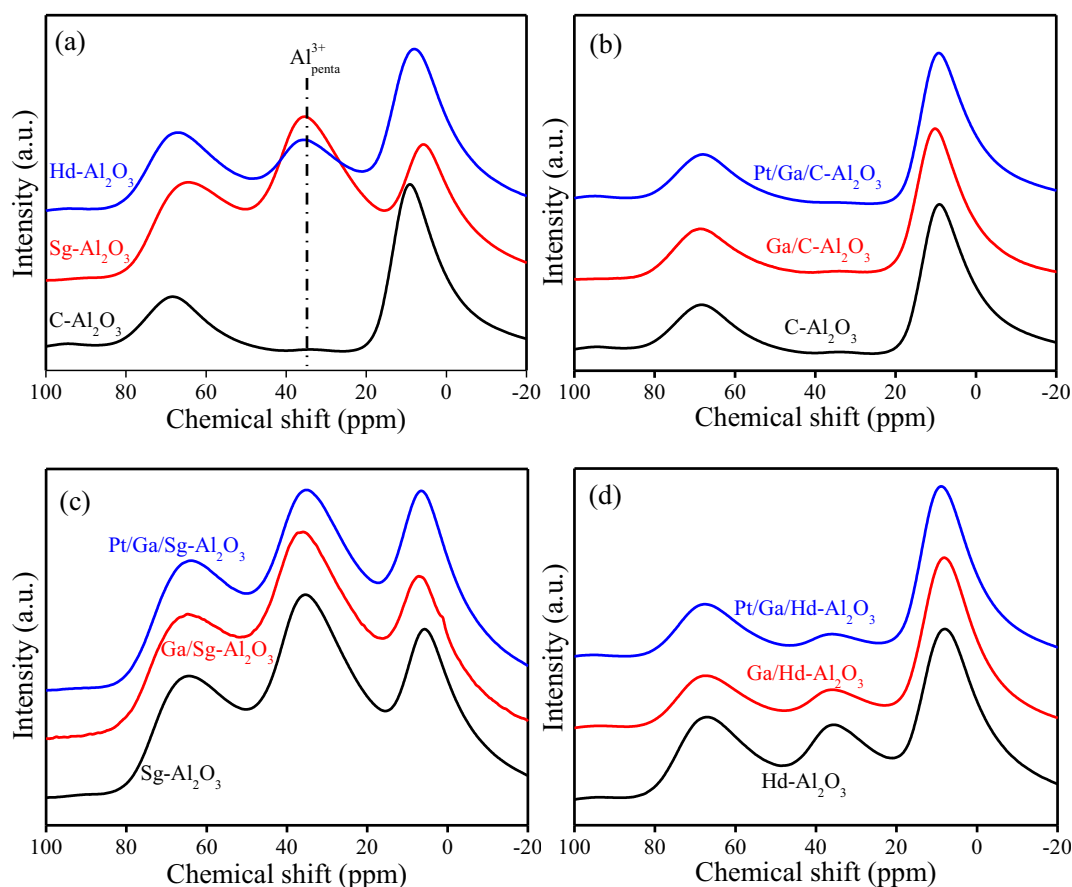 (a)
Al³⁺penta
Hd-Al₂O₃
Sg-Al₂O₃
C-Al₂O₃
Intensity (a.u.)
100 80 60 40 20 0 -20
Chemical shift (ppm)
(b)
Pt/Ga/C-Al₂O₃
Ga/C-Al₂O₃
C-Al₂O₃
Intensity (a.u.)
100 80 60 40 20 0 -20
Chemical shift (ppm)
(c)
Pt/Ga/Sg-Al₂O₃
Ga/Sg-Al₂O₃
Sg-Al₂O₃
Intensity (a.u.)
100 80 60 40 20 0 -20
Chemical shift (ppm)
(d)
Pt/Ga/Hd-Al₂O₃
Ga/Hd-Al₂O₃
Hd-Al₂O₃
Intensity (a.u.)
100 80 60 40 20 0 -20
Chemical shift (ppm)